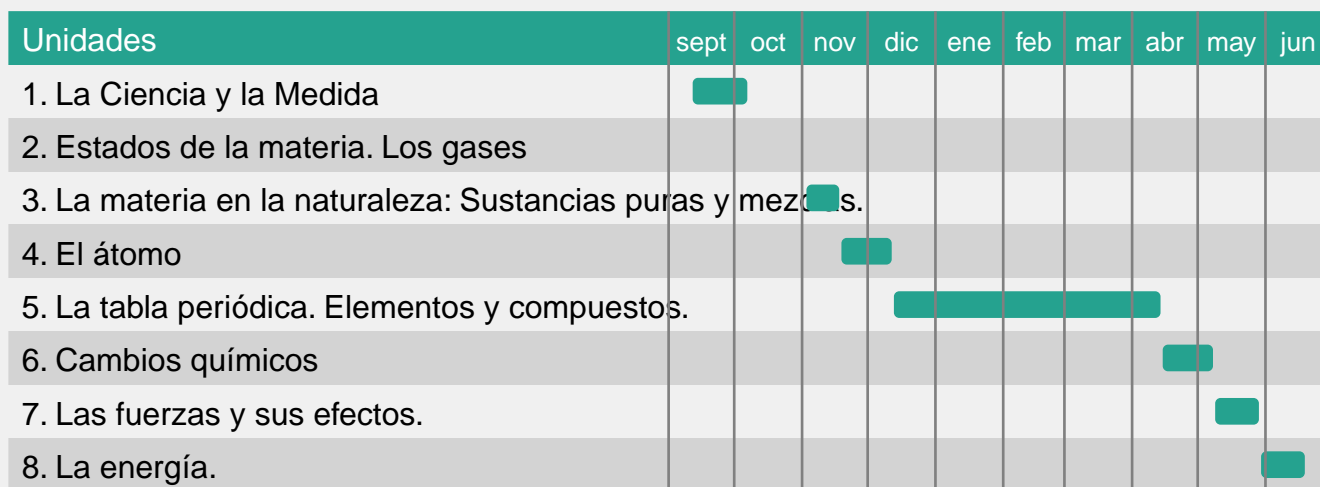 Unidades sept oct nov dic ene feb mar abr may jun
1. La Ciencia y la Medida
2. Estados de la materia. Los gases
3. La materia en la naturaleza: Sustancias puras y mezclas.
4. El átomo
5. La tabla periódica. Elementos y compuestos.
6. Cambios químicos
7. Las fuerzas y sus efectos.
8. La energía.